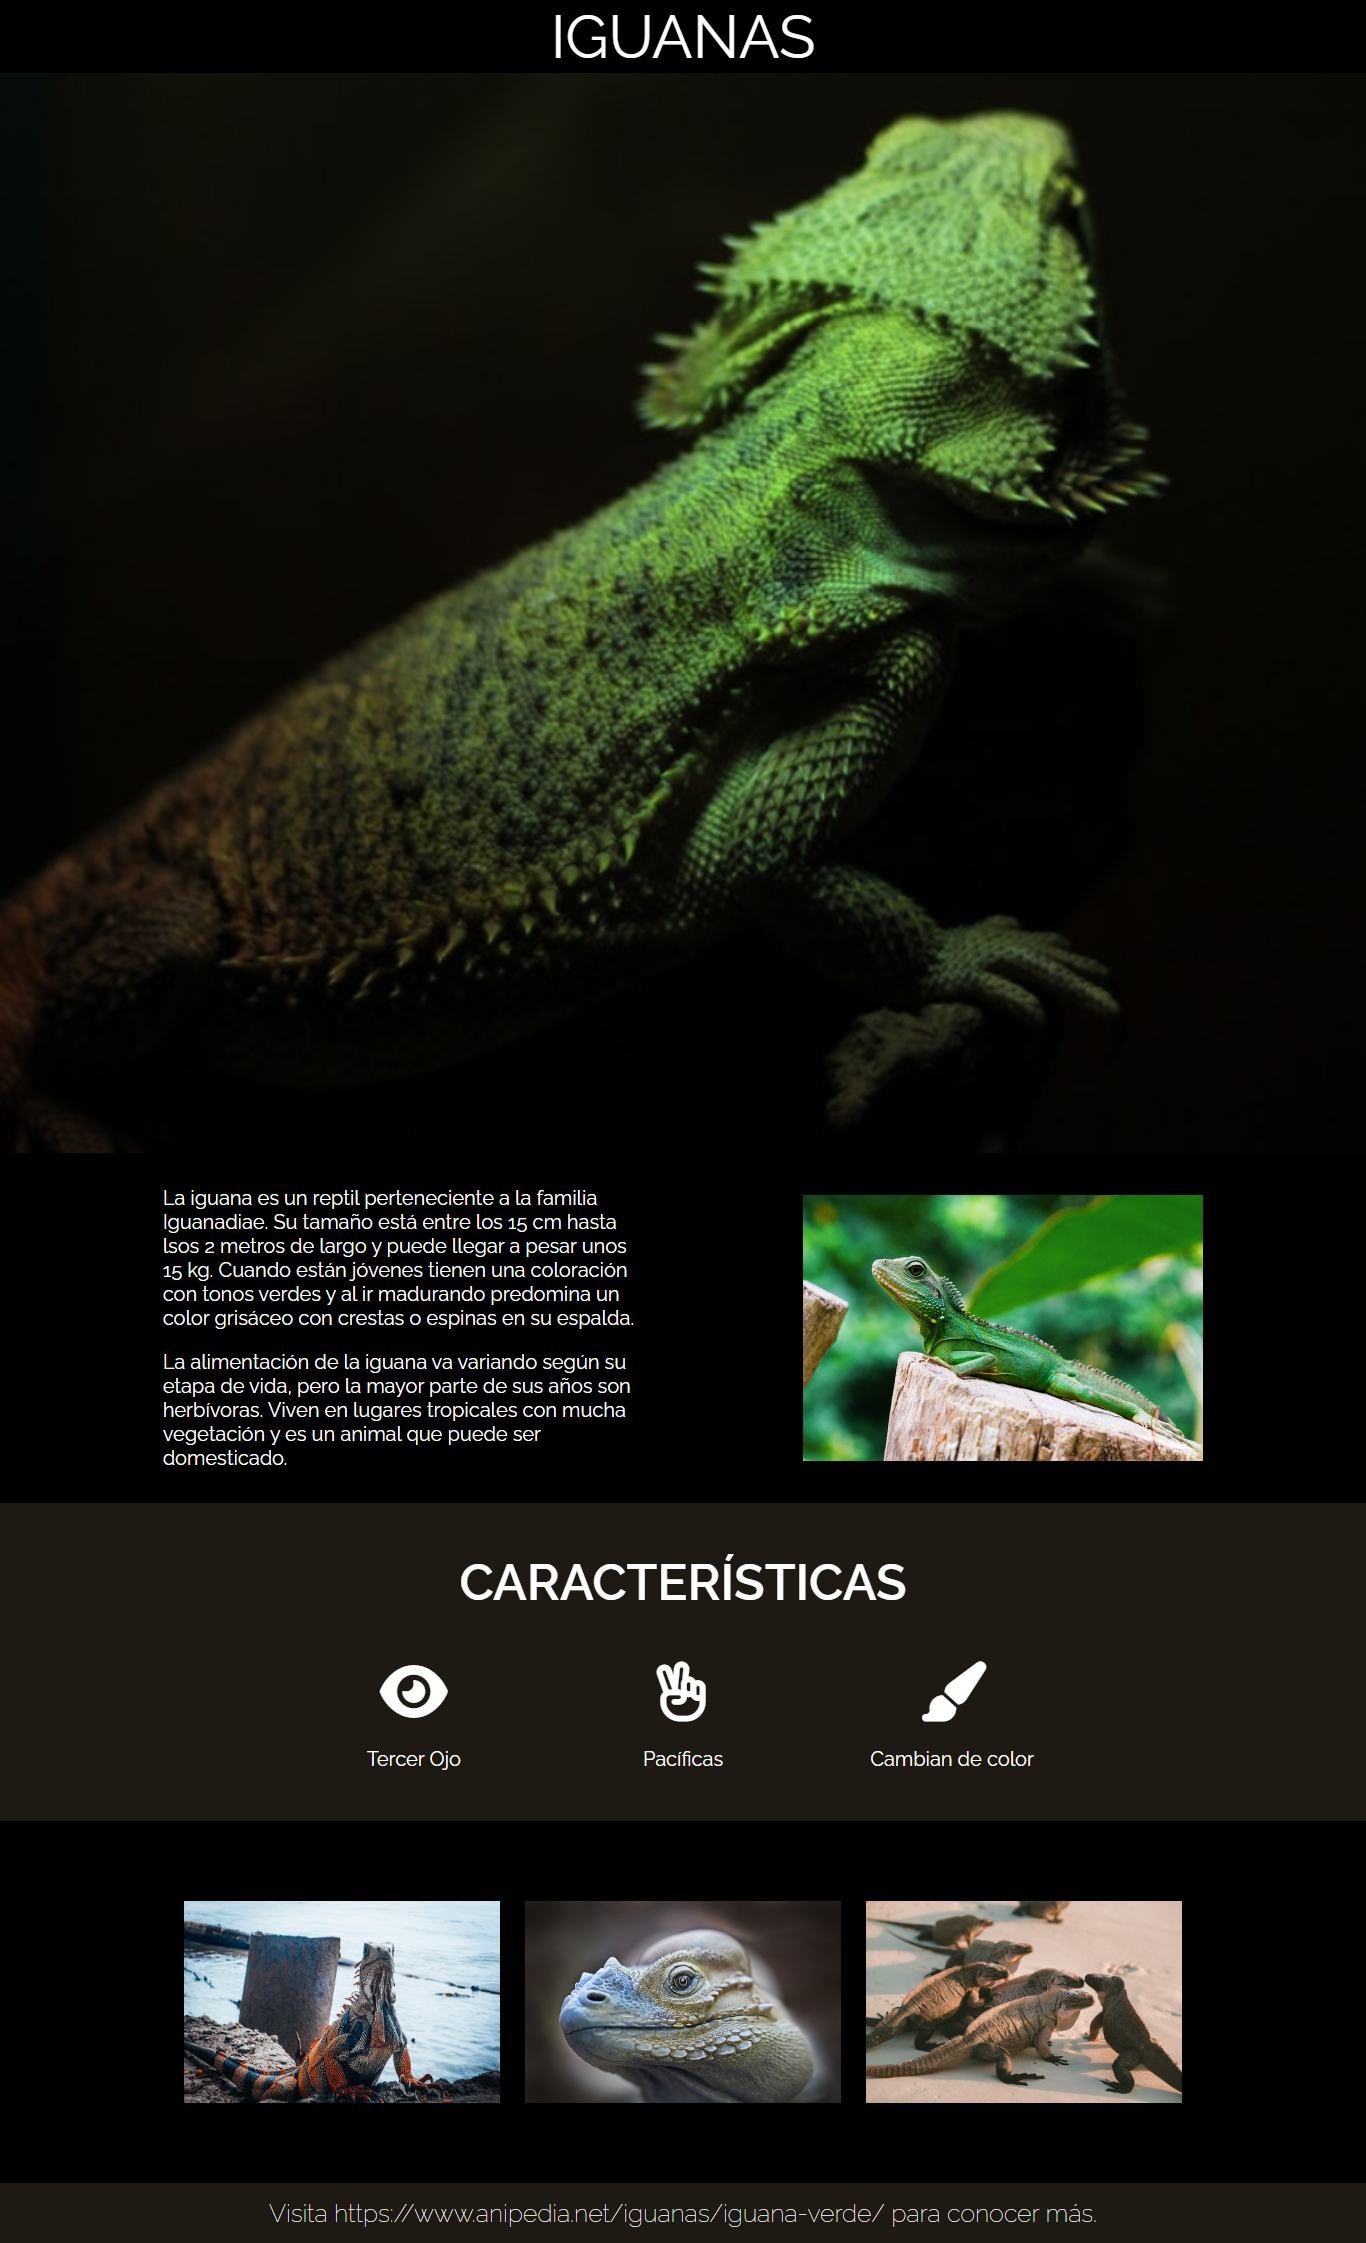 IGUANAS
La iguana es un reptil perteneciente a la familia
Iguanadiae. Su tamaño está entre los 15 cm hasta
lsos 2 metros de largo y puede llegar a pesar unos
15 kg. Cuando están jóvenes tienen una coloración
con tonos verdes y al ir madurando predomina un
color grisáceo con crestas o espinas en su espalda.
La alimentación de la iguana va variando según su
etapa de vida, pero la mayor parte de sus años son
herbívoras. Viven en lugares tropicales con mucha
vegetación y es un animal que puede ser
domesticado.
CARACTERÍSTICAS
Tercer Ojo
Pacíficas
Cambian de color
Visita https://www.anipedia.net/iguanas/iguana-verde/ para conocer más.